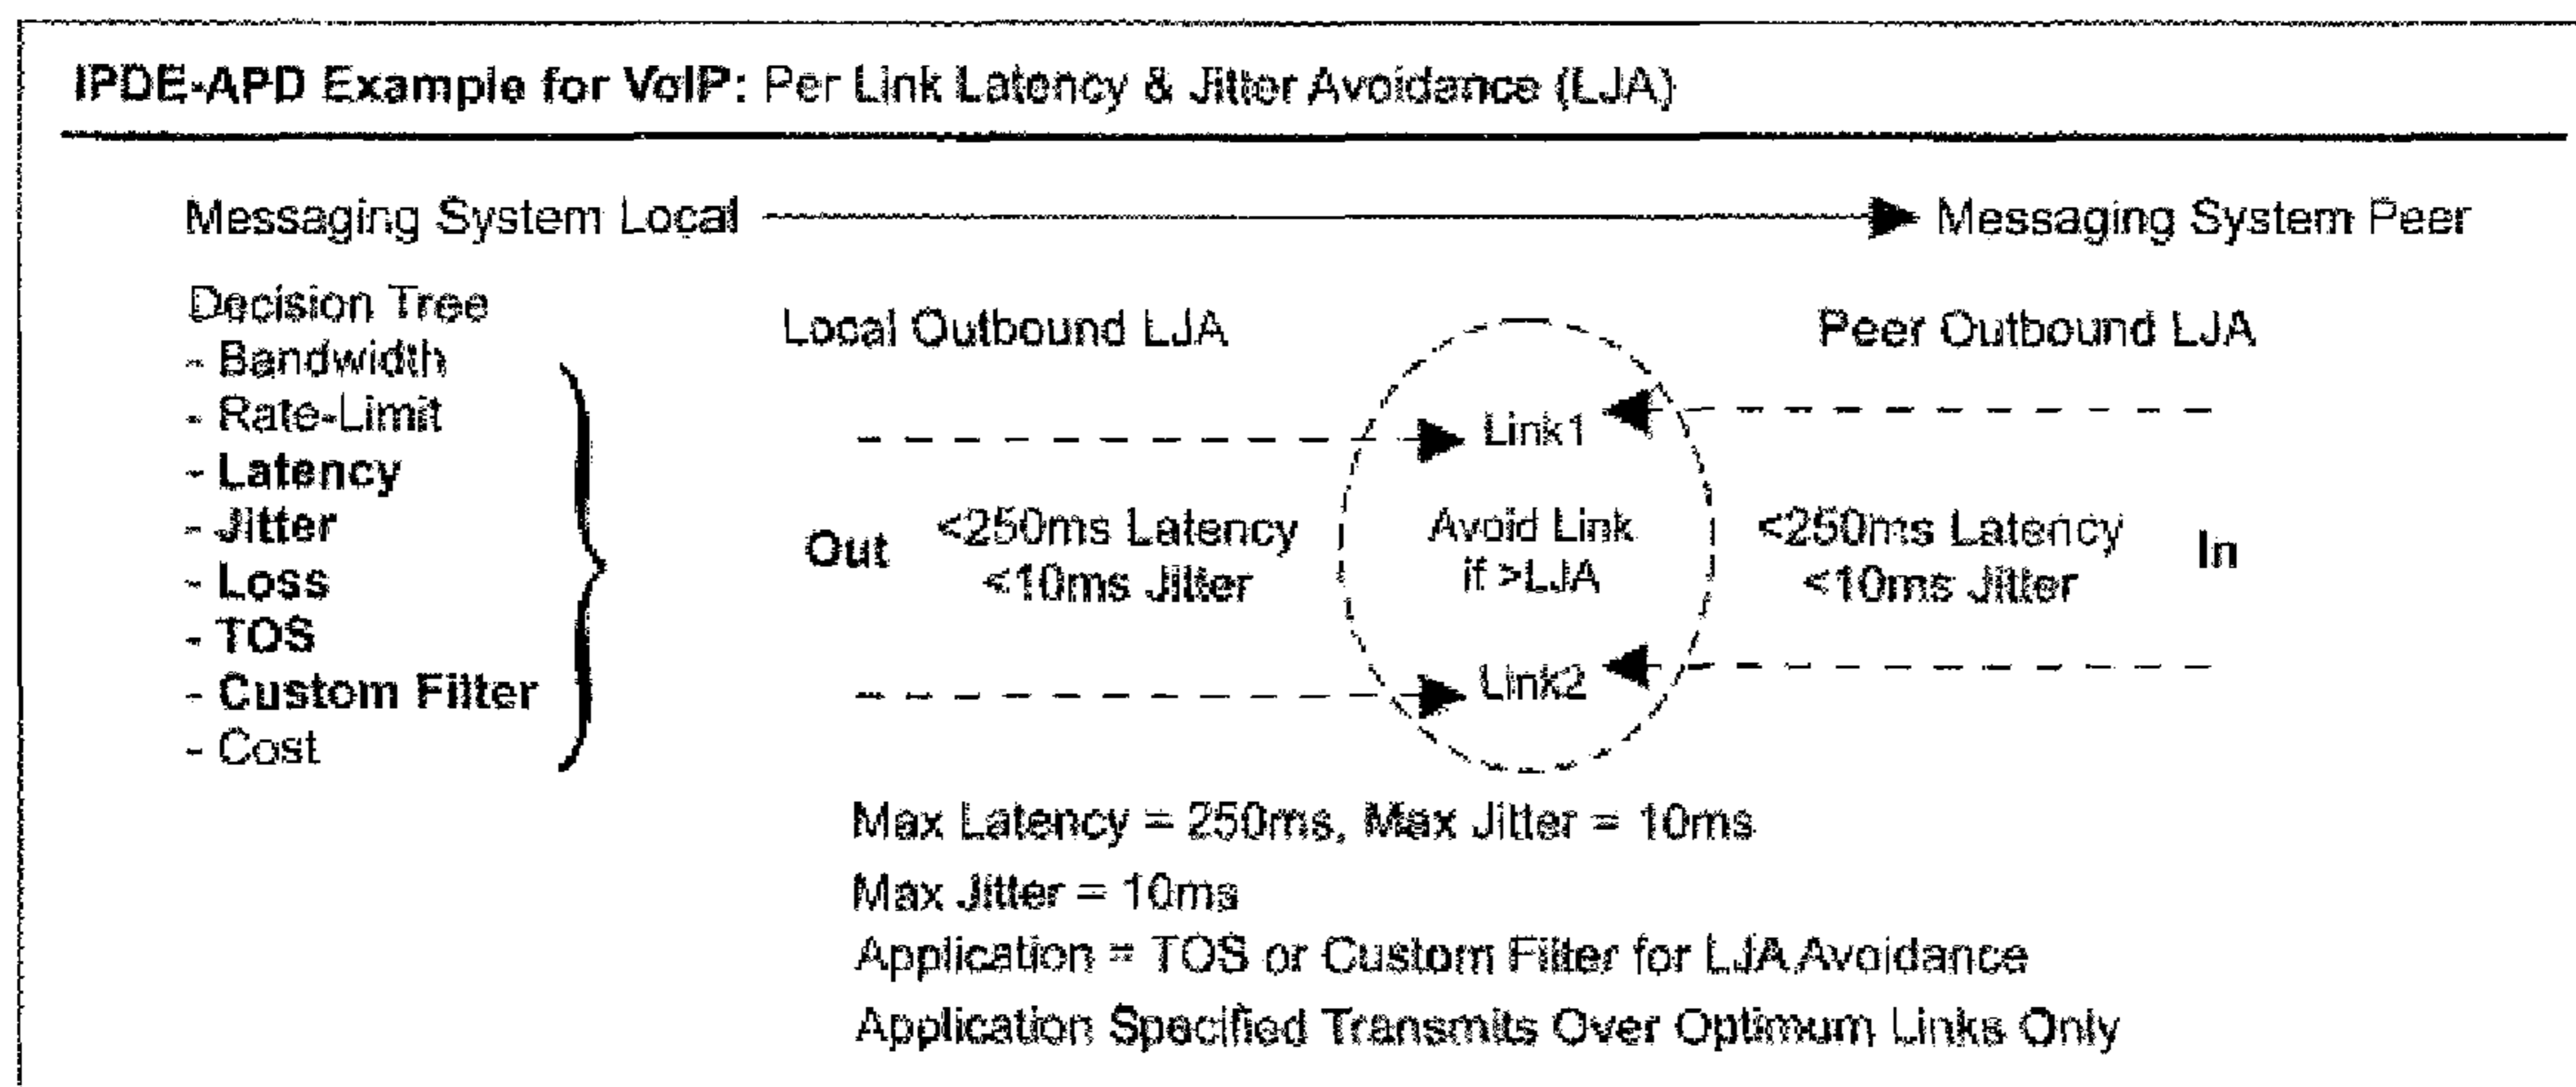 IPDE-APD Example for VoIP: Per Link Latency & Jitter Avoidance (LJA)
Messaging System Local
Messaging System Peer
Decision Tree
- Bandwidth
- Rate-Limit
- Latency
- Jitter
- Loss
- TOS
- Custom Filter
- Cost
Local Outbound LJA
Peer Outbound LJA
Link1
Out
<250ms Latency
<10ms Jitter
Avoid Link
if >LJA
<250ms Latency
<10ms Jitter
In
Link2
Max Latency = 250ms, Max Jitter = 10ms
Max Jitter = 10ms
Application = TOS or Custom Filter for LJA Avoidance
Application Specified Transmits Over Optimum Links Only